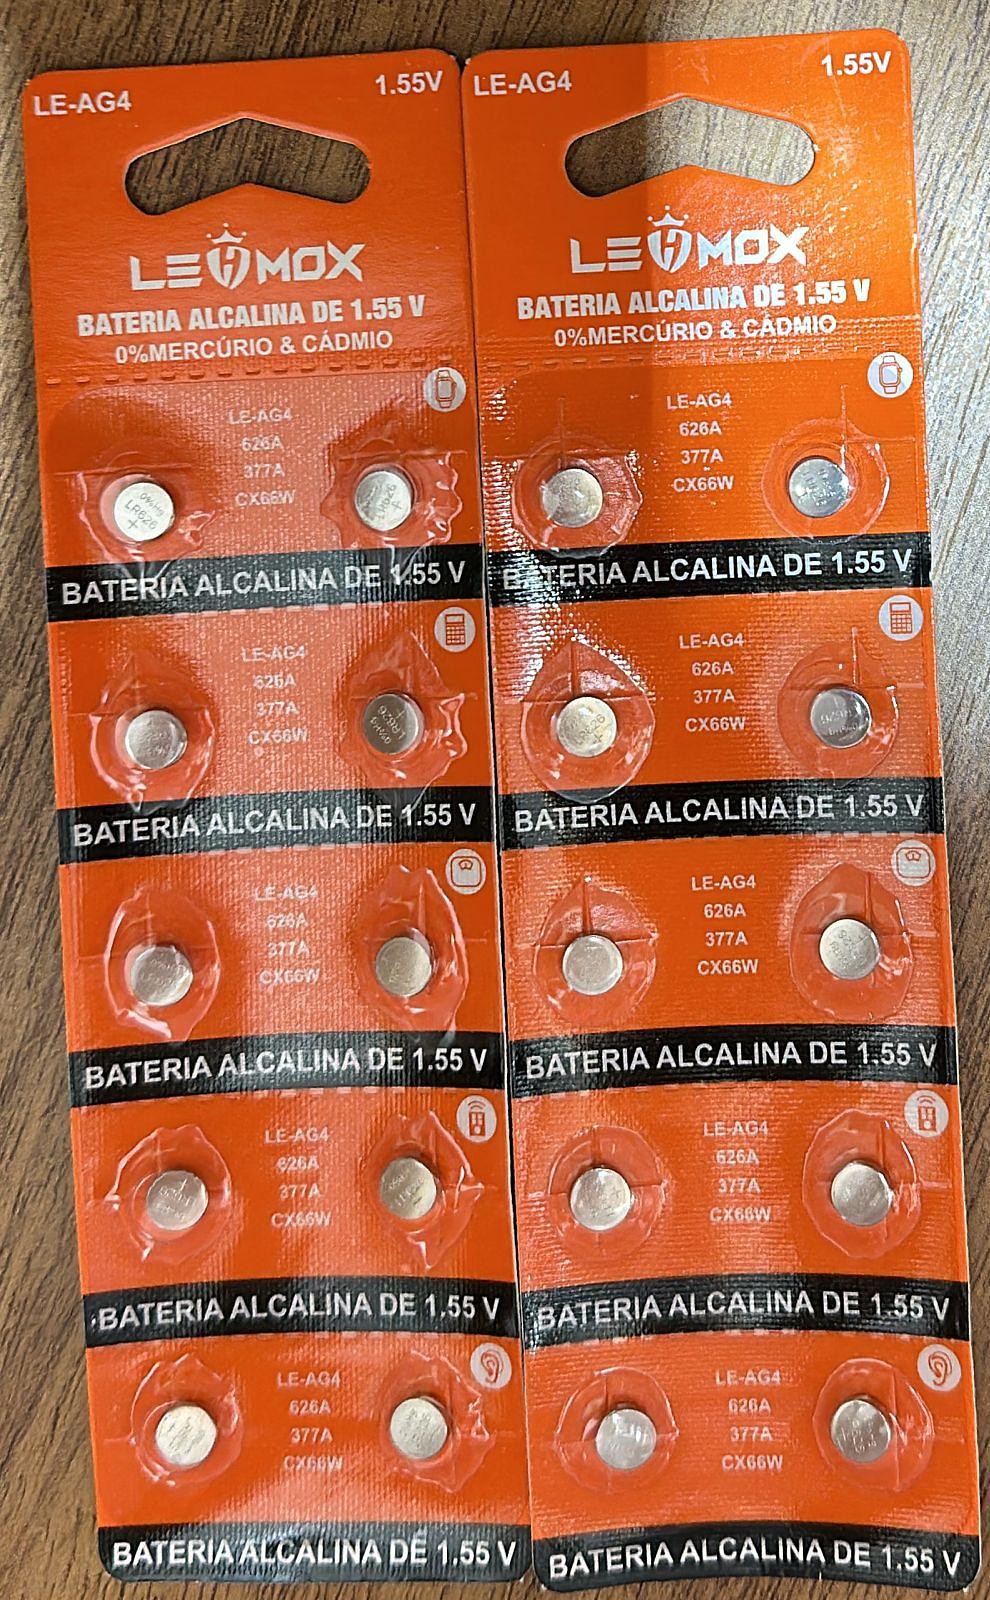 LE-AG4
1.55V
LEHMOX
BATERIA ALCALINA DE 1.55 V
0%MERCÚRIO & CÁDMIO
LE-AG4
626A
377A
CX66W
LR626
+
LR626
+
BATERIA ALCALINA DE 1.55 V
LE-AG4
626A
377A
CX66W
LR626
BATERIA ALCALINA DE 1.55 V
LE-AG4
626A
377A
CX66W
BATERIA ALCALINA DE 1.55 V
LE-AG4
626A
377A
CX66W
BATERIA ALCALINA DE 1.55 V
LE-AG4
626A
377A
CX66W
BATERIA ALCALINA DE 1.55 V
LE-AG4
1.55V
LEHMOX
BATERIA ALCALINA DE 1.55 V
0%MERCÚRIO & CÁDMIO
LE-AG4
626A
377A
CX66W
BATERIA ALCALINA DE 1.55 V
LE-AG4
626A
377A
CX66W
BATERIA ALCALINA DE 1.55 V
LE-AG4
626A
377A
CX66W
BATERIA ALCALINA DE 1.55 V
LE-AG4
626A
377A
CX66W
BATERIA ALCALINA DE 1.55 V
LE-AG4
626A
377A
CX66W
BATERIA ALCALINA DE 1.55 V